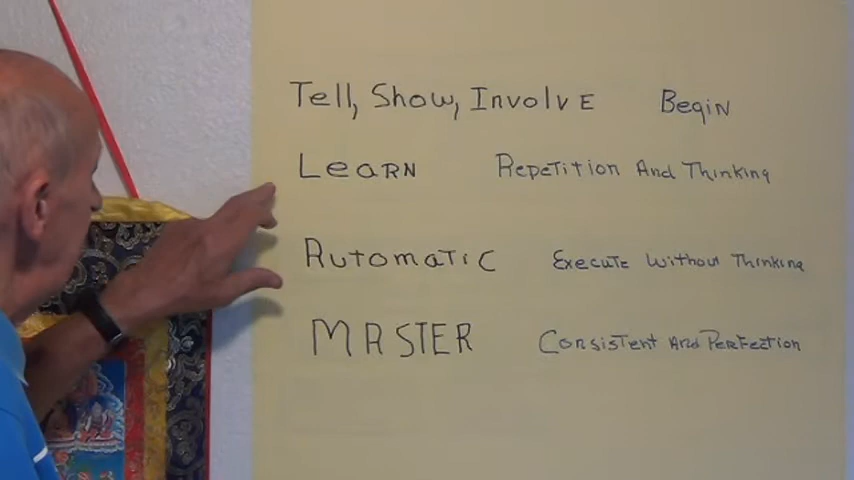 Tell, Show, Involve Begin
Learn Repetition And Thinking
Automatic Execute Without Thinking
MASTER Consistent And Perfection